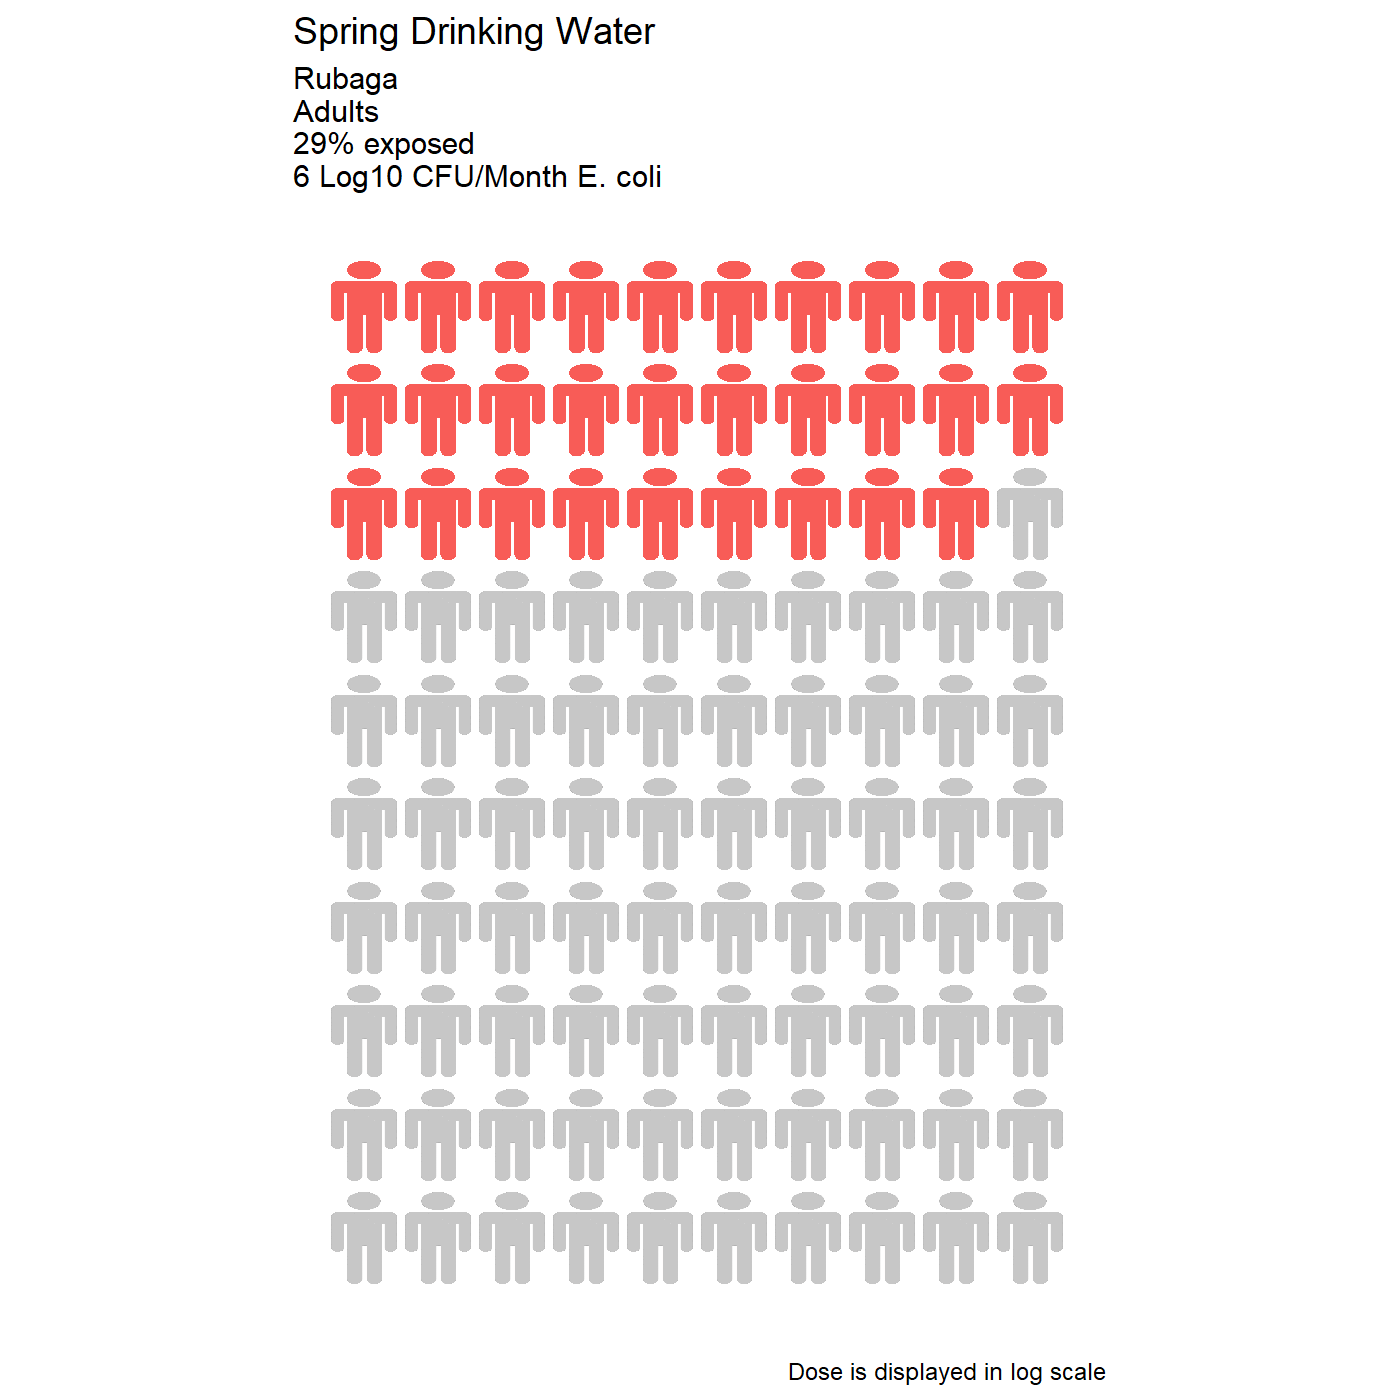 Spring Drinking Water
Rubaga
Adults
29% exposed
6 Log10 CFU/Month E. coli
Dose is displayed in log scale